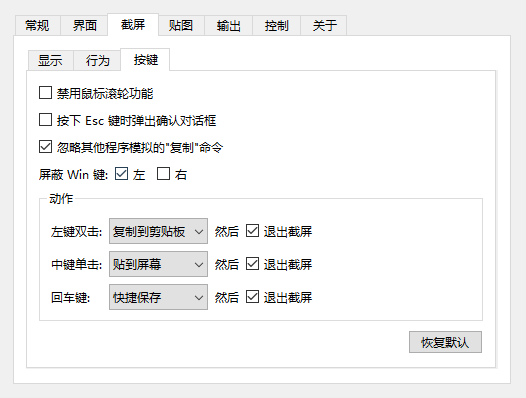 常规 界面 截屏 贴图 输出 控制 关于
显示 行为 按键
禁用鼠标滚轮功能
按下 Esc 键时弹出确认对话框
忽略其他程序模拟的"复制"命令
屏蔽 Win 键: 左 右
动作
左键双击: 复制到剪贴板 然后 退出截屏
中键单击: 贴到屏幕 然后 退出截屏
回车键: 快捷保存 然后 退出截屏
恢复默认